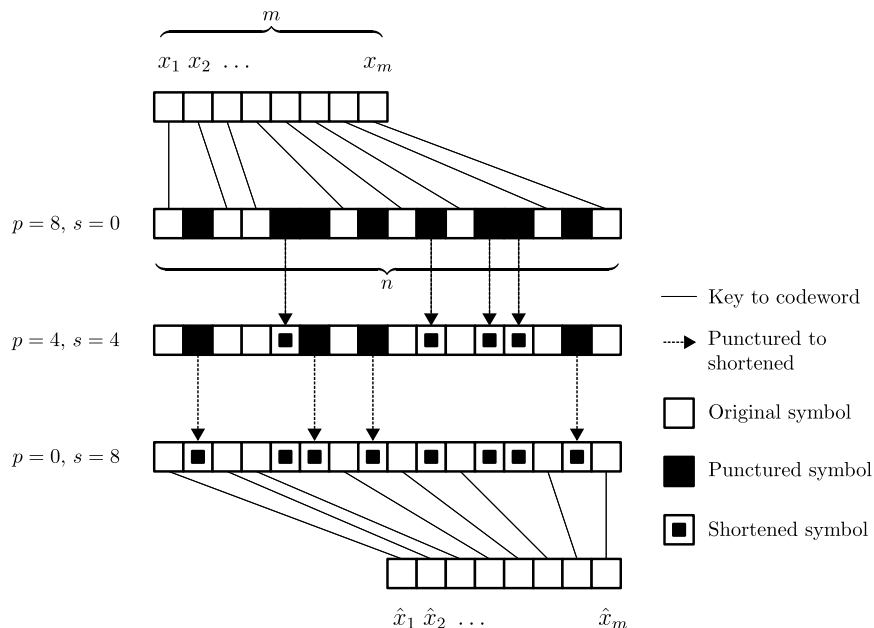 m
x₁ x₂ … xₘ
p = 8, s = 0
n
Key to codeword
p = 4, s = 4
Punctured to
shortened
Original symbol
p = 0, s = 8
Punctured symbol
Shortened symbol
x̂₁ x̂₂ … x̂ₘ